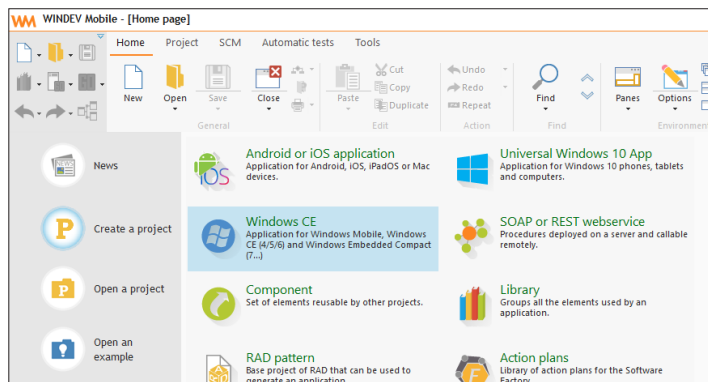 WM WINDEV Mobile - [Home page]
Home Project SCM Automatic tests Tools
New Open Save Close Paste Cut Copy Duplicate Undo Redo Repeat Find Panes Options
General Edit Action Find Environment
NEWS
News
Create a project
Open a project
Open an
example
Android or iOS application
Application for Android, iOS, iPadOS or Mac
devices.
iOS
Universal Windows 10 App
Application for Windows 10 phones, tablets
and computers.
Windows CE
Application for Windows Mobile, Windows
CE (4/5/6) and Windows Embedded Compact
(7...)
SOAP or REST webservice
Procedures deployed on a server and callable
remotely.
Component
Set of elements reusable by other projects.
Library
Groups all the elements used by an
application.
RAD pattern
Base project of RAD that can be used to
generate an application.
Action plans
Library of action plans for the Software
Factory.